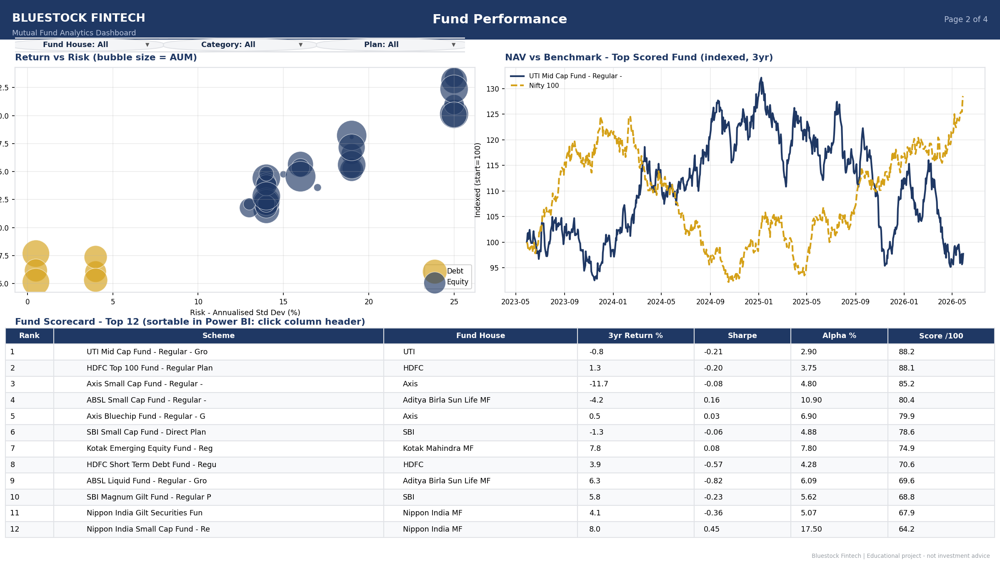 BLUESTOCK FINTECH
Mutual Fund Analytics Dashboard
Fund Performance
Page 2 of 4
Fund House: All ▼
Category: All ▼
Plan: All ▼
Return vs Risk (bubble size = AUM)
2.5
0.0
7.5
5.0
2.5
0.0
7.5
5.0
0 5 10 15 20 25
Risk - Annualised Std Dev (%)
Debt
Equity
NAV vs Benchmark - Top Scored Fund (indexed, 3yr)
UTI Mid Cap Fund - Regular -
Nifty 100
Indexed (start=100)
130
125
120
115
110
105
100
95
2023-05 2023-09 2024-01 2024-05 2024-09 2025-01 2025-05 2025-09 2026-01 2026-05
Fund Scorecard - Top 12 (sortable in Power BI: click column header)
Rank Scheme Fund House 3yr Return % Sharpe Alpha % Score /100
1 UTI Mid Cap Fund - Regular - Gro UTI -0.8 -0.21 2.90 88.2
2 HDFC Top 100 Fund - Regular Plan HDFC 1.3 -0.20 3.75 88.1
3 Axis Small Cap Fund - Regular - Axis -11.7 -0.08 4.80 85.2
4 ABSL Small Cap Fund - Regular - Aditya Birla Sun Life MF -4.2 0.16 10.90 80.4
5 Axis Bluechip Fund - Regular - G Axis 0.5 0.03 6.90 79.9
6 SBI Small Cap Fund - Direct Plan SBI -1.3 -0.06 4.88 78.6
7 Kotak Emerging Equity Fund - Reg Kotak Mahindra MF 7.8 0.08 7.80 74.9
8 HDFC Short Term Debt Fund - Regu HDFC 3.9 -0.57 4.28 70.6
9 ABSL Liquid Fund - Regular - Gro Aditya Birla Sun Life MF 6.3 -0.82 6.09 69.6
10 SBI Magnum Gilt Fund - Regular P SBI 5.8 -0.23 5.62 68.8
11 Nippon India Gilt Securities Fun Nippon India MF 4.1 -0.36 5.07 67.9
12 Nippon India Small Cap Fund - Re Nippon India MF 8.0 0.45 17.50 64.2
Bluestock Fintech | Educational project - not investment advice